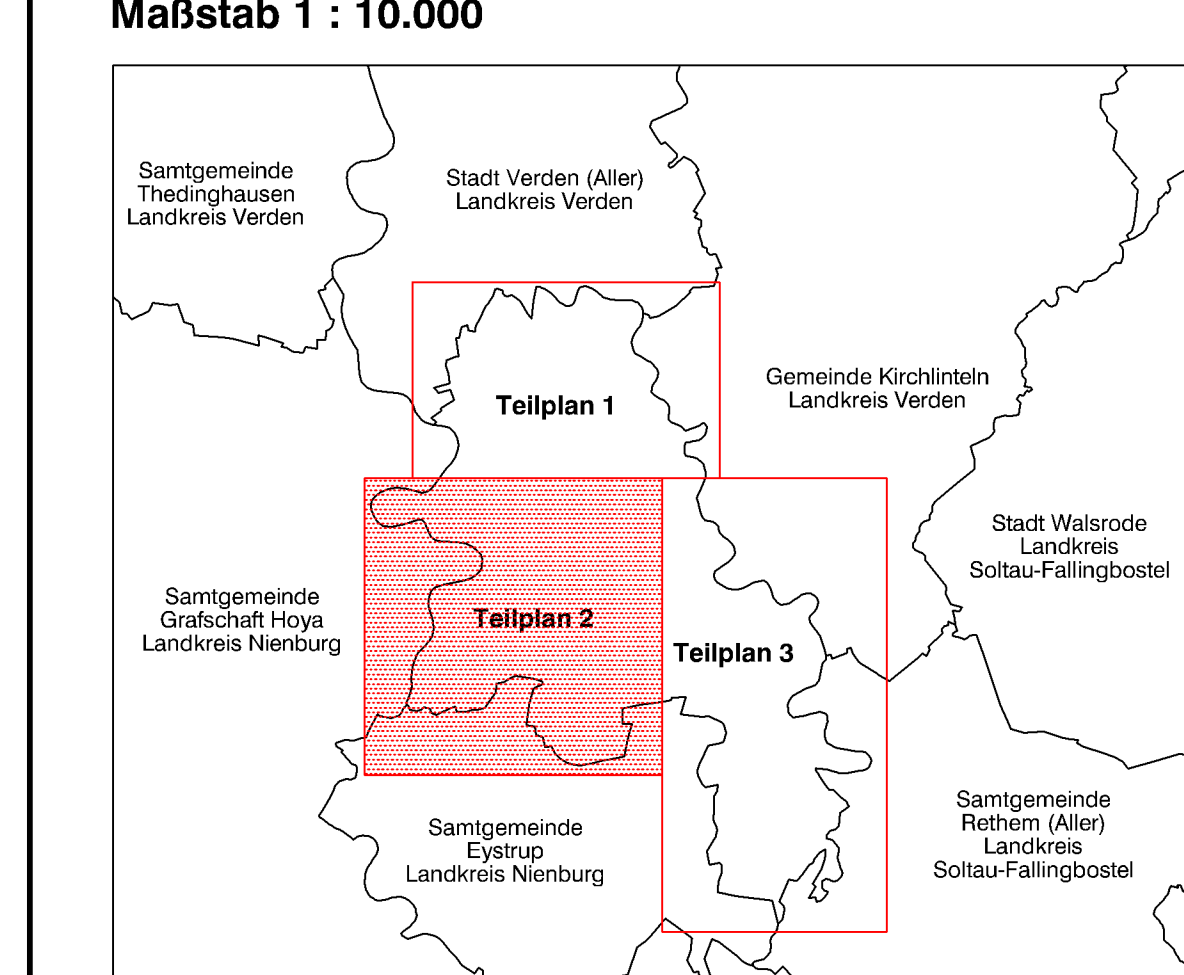 Maßstab 1 : 10.000
Samtgemeinde
Thedinghausen
Landkreis Verden
Stadt Verden (Aller)
Landkreis Verden
Gemeinde Kirchlinteln
Landkreis Verden
Teilplan 1
Stadt Walsrode
Landkreis
Soltau-Fallingbostel
Samtgemeinde
Grafschaft Hoya
Landkreis Nienburg
Teilplan 2
Teilplan 3
Samtgemeinde
Eystrup
Landkreis Nienburg
Samtgemeinde
Rethem (Aller)
Landkreis
Soltau-Fallingbostel